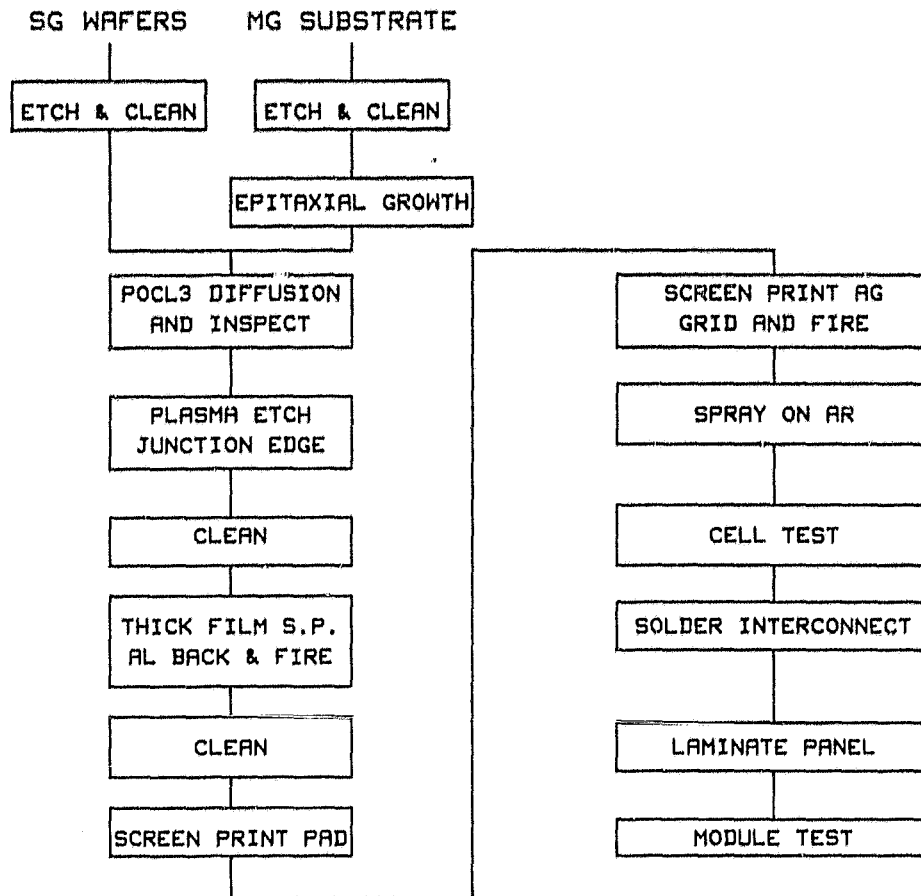 SG WAFERS
MG SUBSTRATE
ETCH & CLEAN
ETCH & CLEAN
EPITAXIAL GROWTH
POCL3 DIFFUSION
AND INSPECT
PLASMA ETCH
JUNCTION EDGE
CLEAN
THICK FILM S.P.
AL BACK & FIRE
CLEAN
SCREEN PRINT PAD
SCREEN PRINT AG
GRID AND FIRE
SPRAY ON AR
CELL TEST
SOLDER INTERCONNECT
LAMINATE PANEL
MODULE TEST